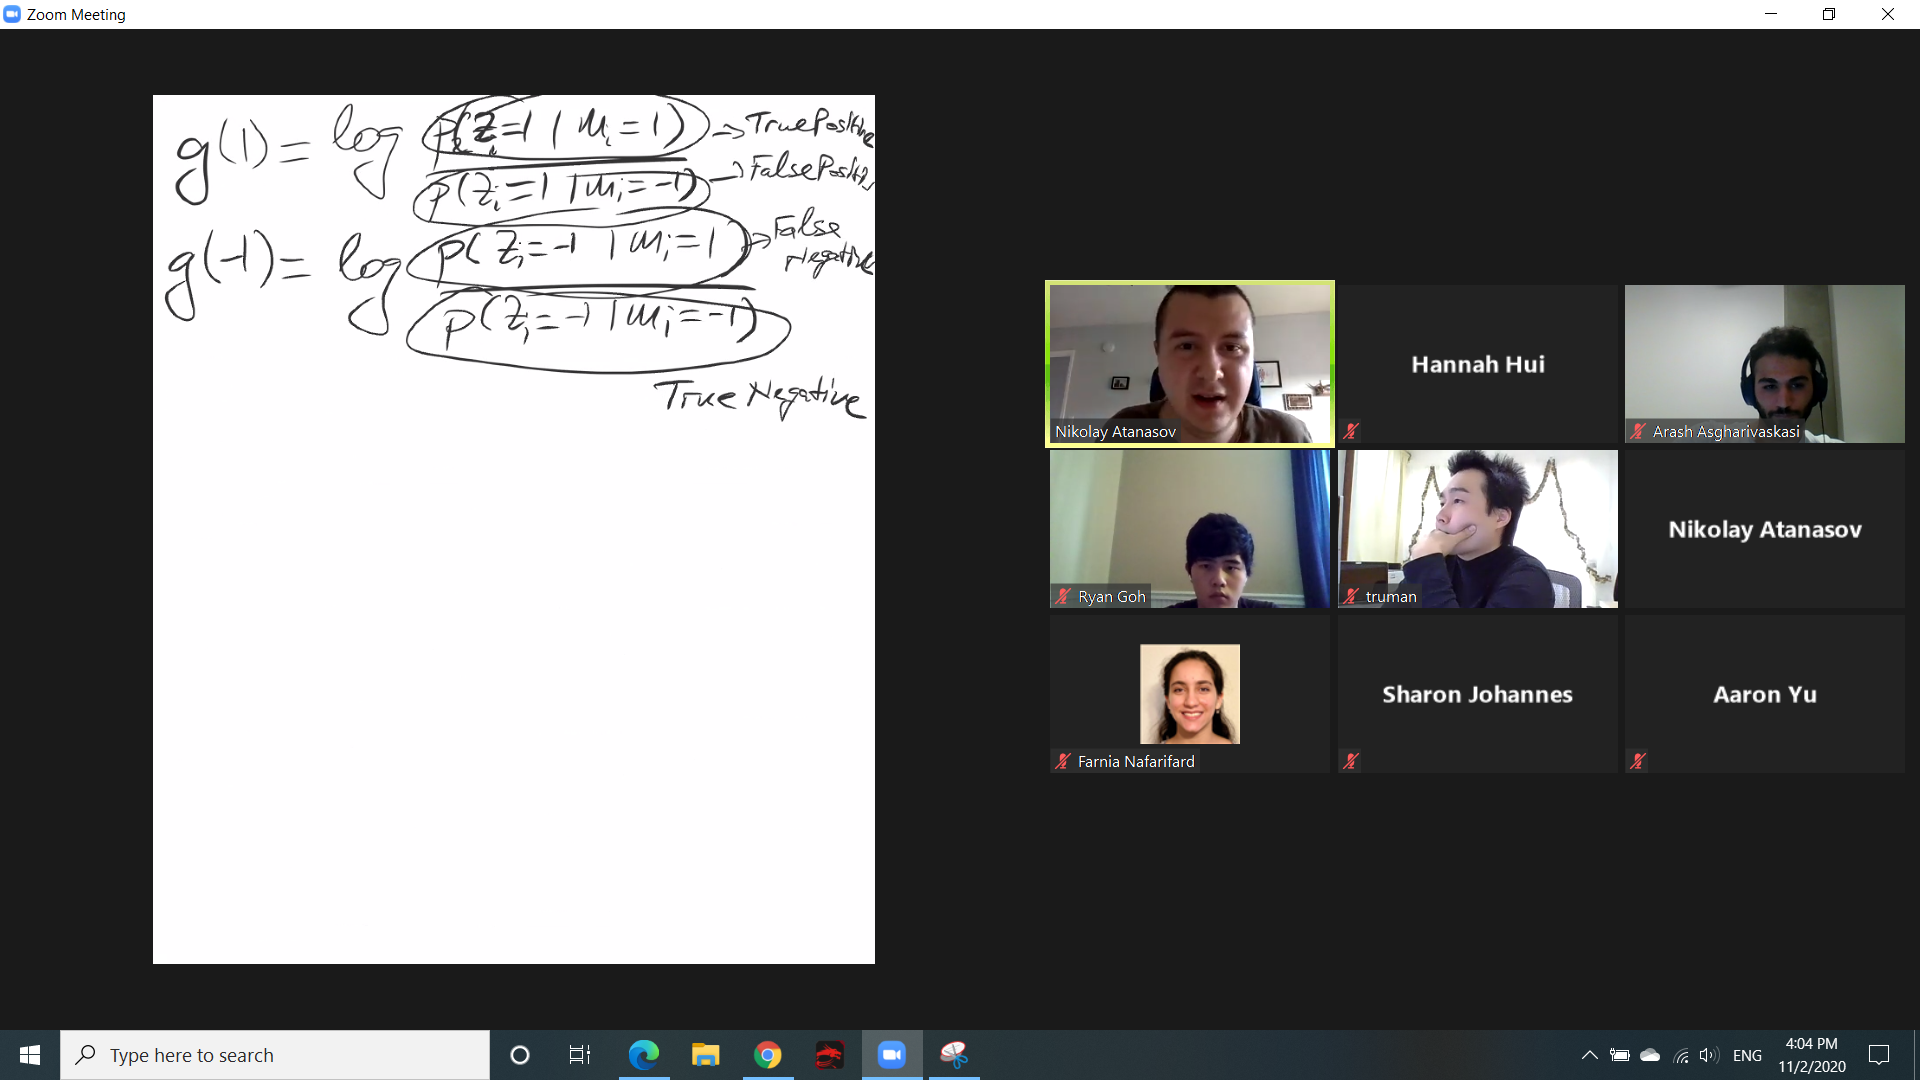 Zoom Meeting
g(1) = log p(z_i=1 | m_i=1) → True Positive
p(z_i=1 | m_i=-1) → False Positiv
g(-1) = log p(z_i=-1 | m_i=1) → False
Negative
p(z_i=-1 | m_i=-1)
True Negative
Nikolay Atanasov
Hannah Hui
Arash Asgharivaskasi
Ryan Goh
truman
Nikolay Atanasov
Farnia Nafarifard
Sharon Johannes
Aaron Yu
Type here to search
ENG
4:04 PM
11/2/2020